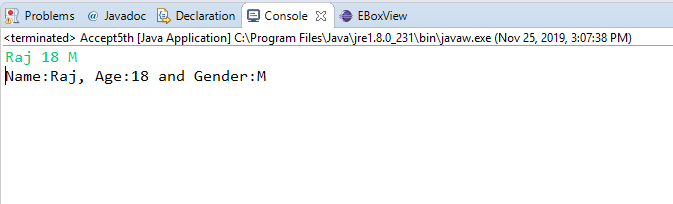 Problems @ Javadoc Declaration Console EBoxView
<terminated> Accept5th [Java Application] C:\Program Files\Java\jre1.8.0_231\bin\javaw.exe (Nov 25, 2019, 3:07:38 PM)
Raj 18 M
Name:Raj, Age:18 and Gender:M